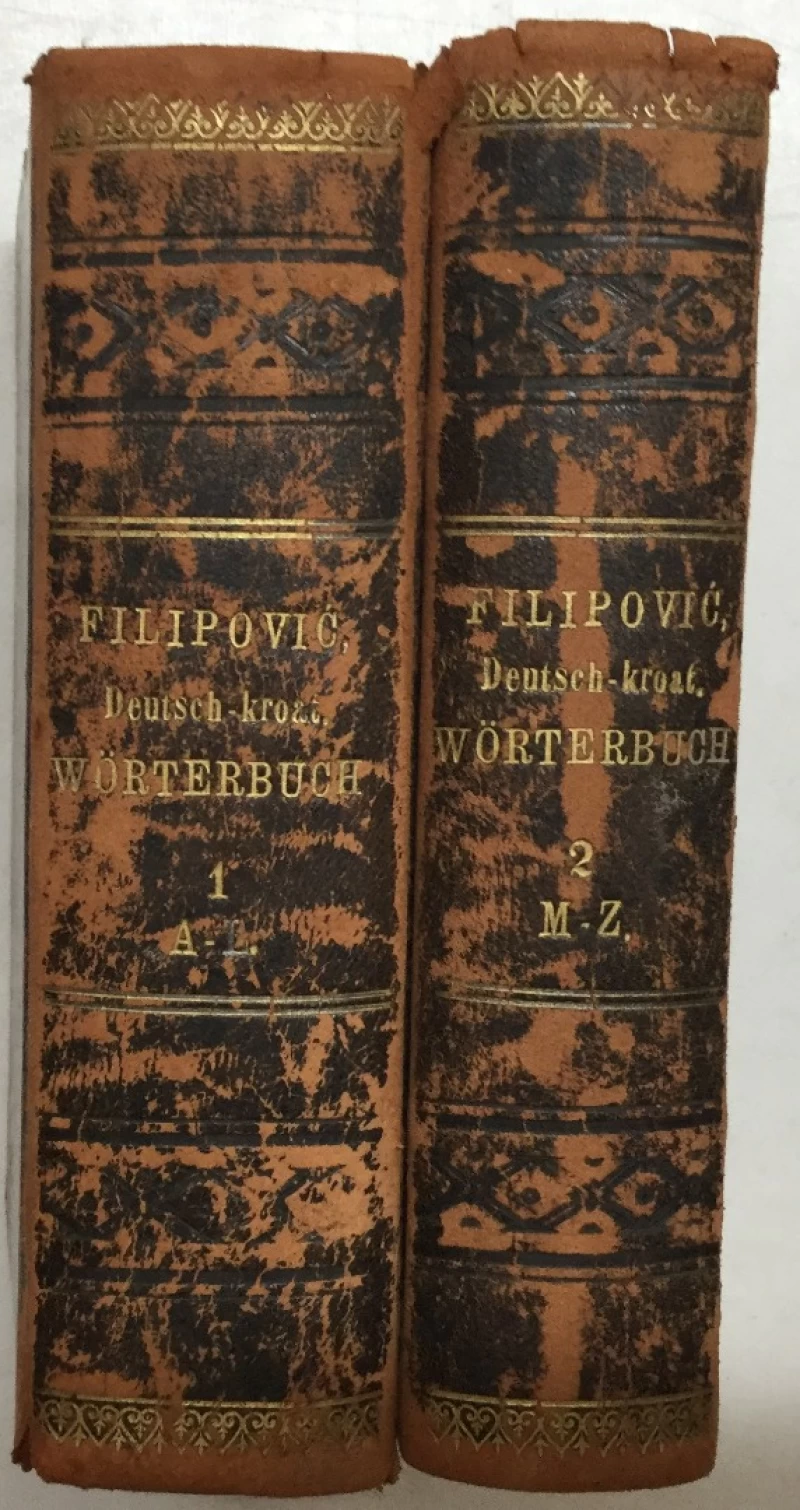 FILIPOVIĆ,
Deutsch-kroat.
WÖRTERBUCH
1
A-L.
FILIPOVIĆ,
Deutsch-kroat.
WÖRTERBUCH
2
M-Z.